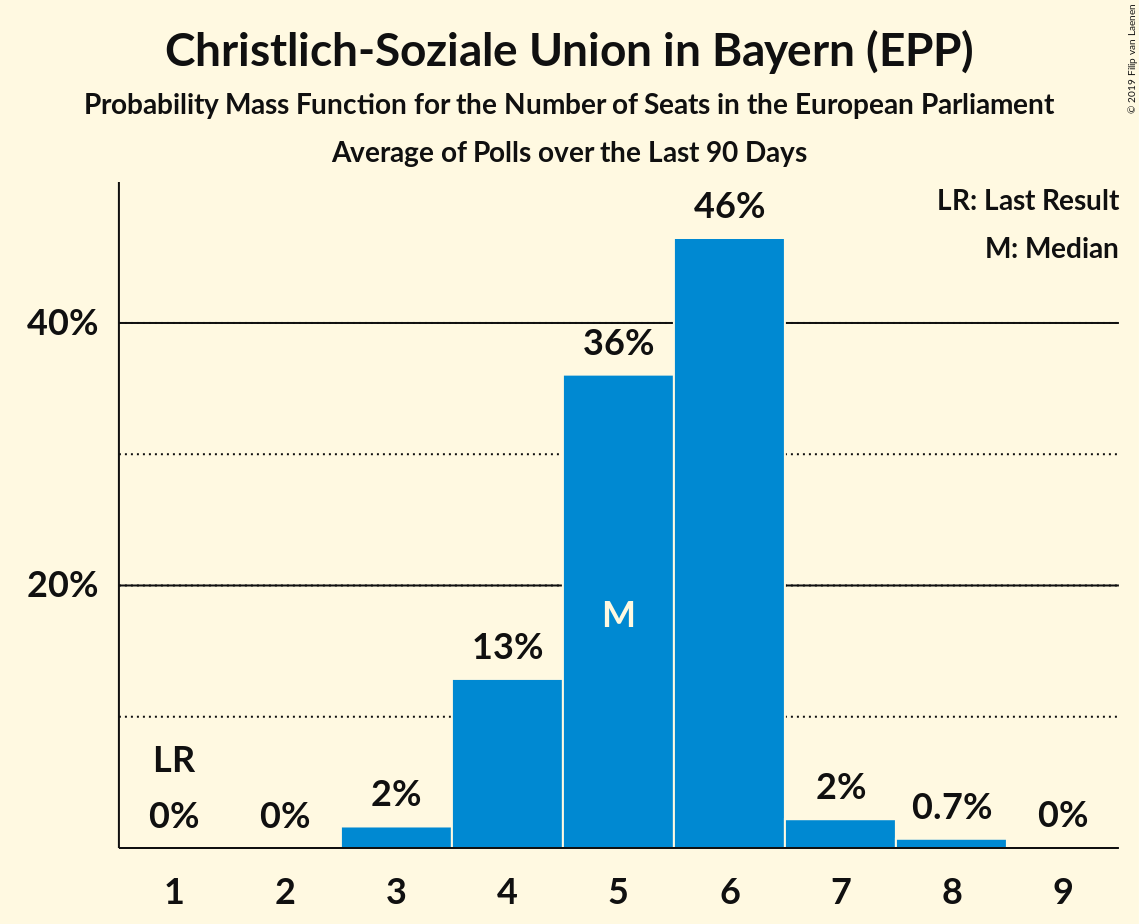 Christlich-Soziale Union in Bayern (EPP)
Probability Mass Function for the Number of Seats in the European Parliament
Average of Polls over the Last 90 Days
© 2019 Filip van Laenen
LR: Last Result
M: Median
46%
40%
36%
20%
M
13%
LR
0%
0%
2%
2%
0.7%
0%
1 2 3 4 5 6 7 8 9